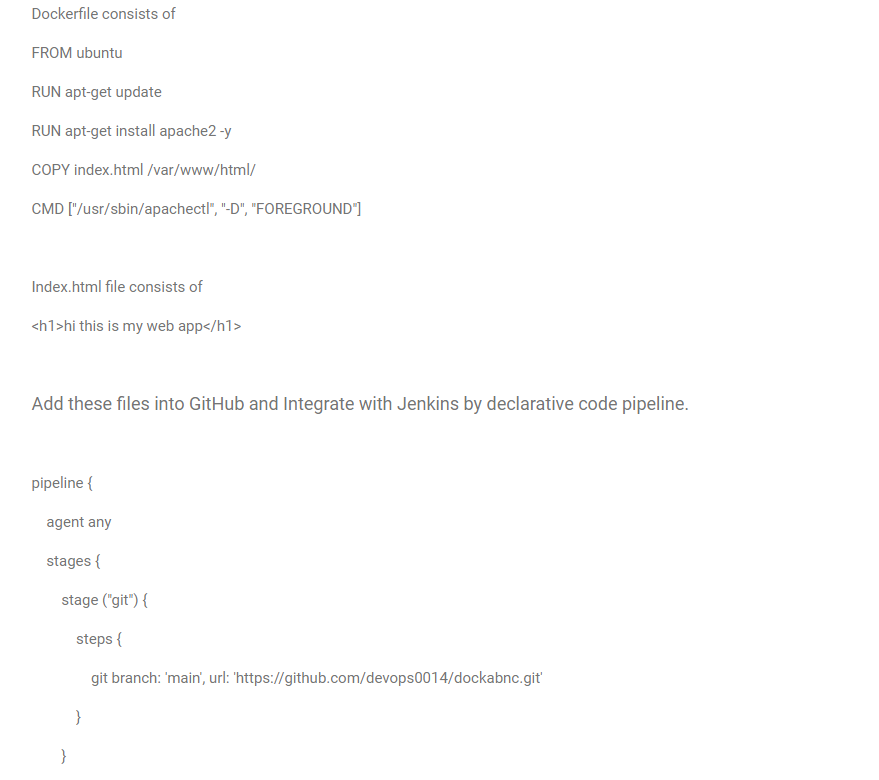 Dockerfile consists of
FROM ubuntu
RUN apt-get update
RUN apt-get install apache2 -y
COPY index.html /var/www/html/
CMD ["/usr/sbin/apachectl", "-D", "FOREGROUND"]
Index.html file consists of
<h1>hi this is my web app</h1>
Add these files into GitHub and Integrate with Jenkins by declarative code pipeline.
pipeline {
agent any
stages {
stage ("git") {
steps {
git branch: 'main', url: 'https://github.com/devops0014/dockabnc.git'
}
}